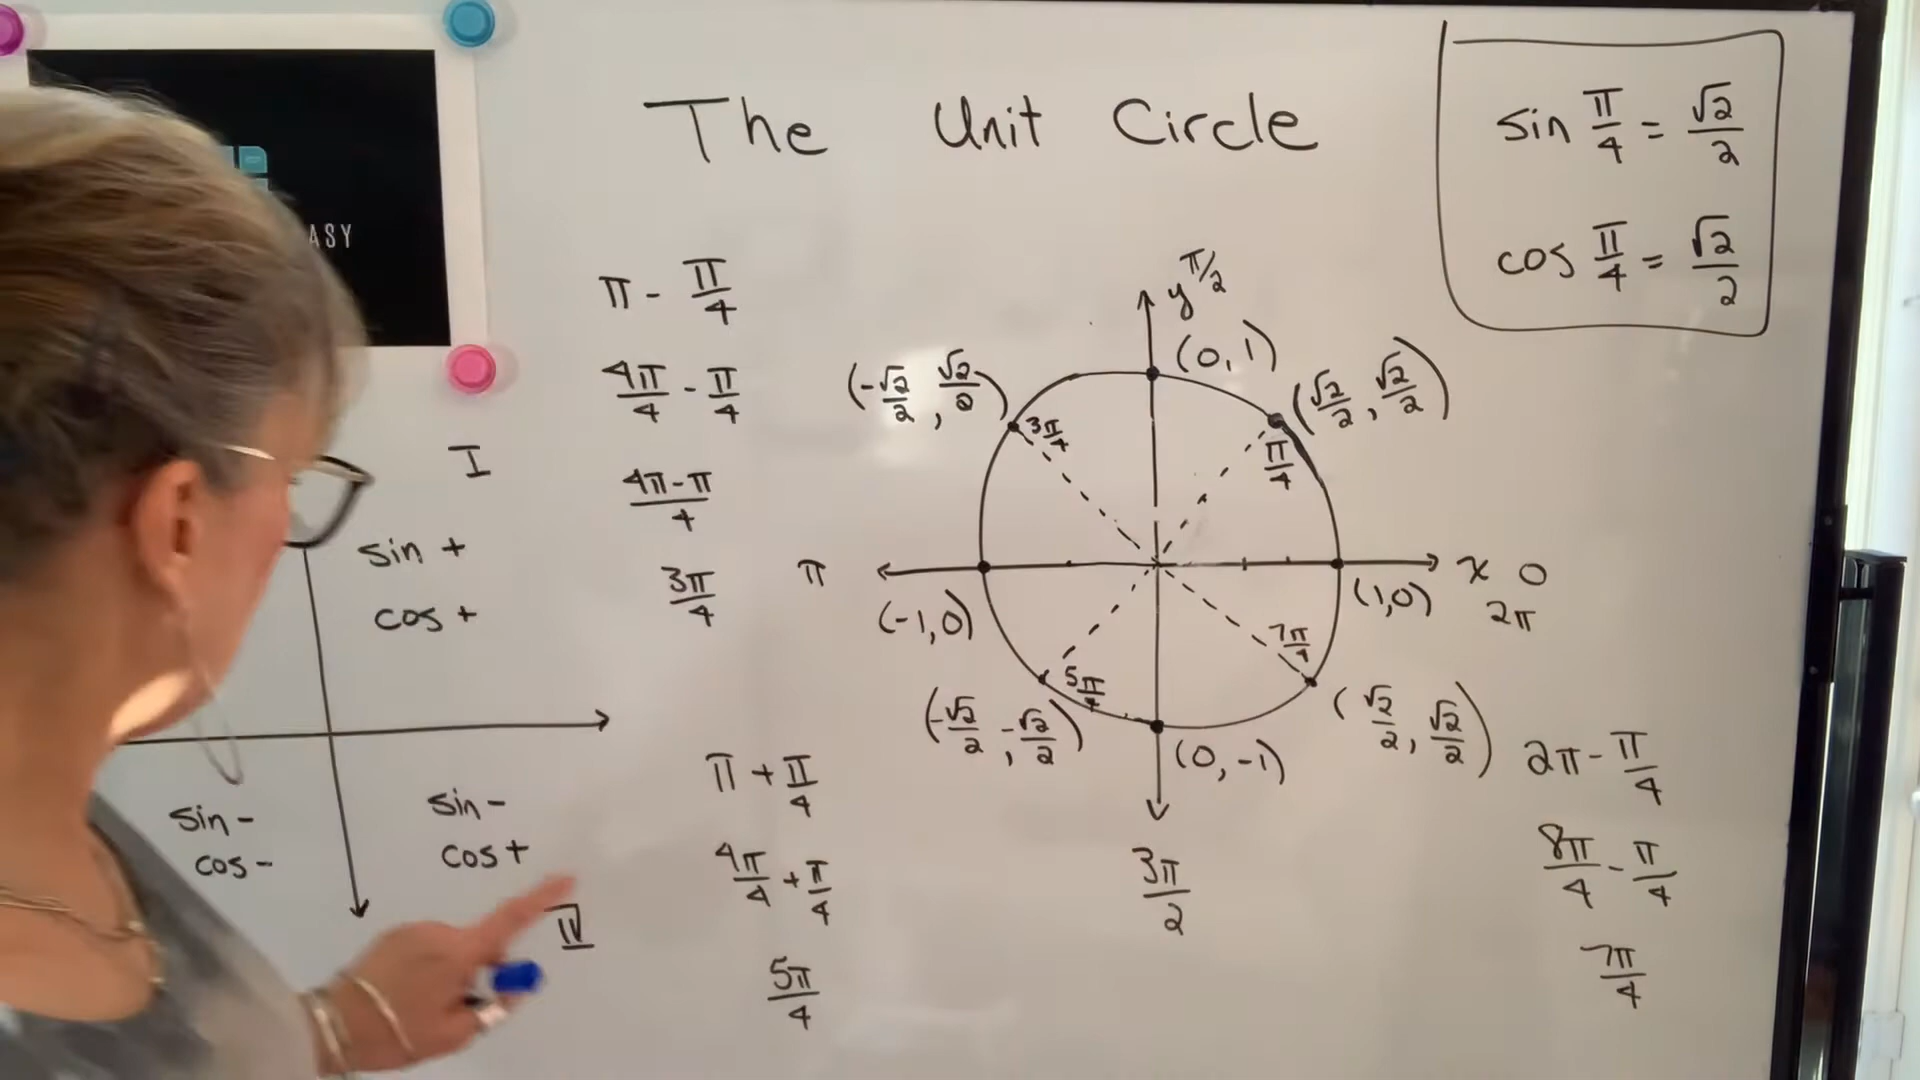 ASY
The Unit Circle
sin π/4 = √2/2
cos π/4 = √2/2
π - π/4
4π/4 - π/4
4π-π/4
3π/4
π/2
y
(0,1)
(-√2/2, √2/2)
(√2/2, √2/2)
3π/4
π/4
I
sin +
cos +
π
x 0
2π
(-1,0)
(1,0)
5π/4
7π/4
(-√2/2, -√2/2)
(0,-1)
(√2/2, √2/2)
3π/2
sin -
cos -
sin -
cos +
IV
π + π/4
4π/4 + π/4
5π/4
2π - π/4
8π/4 - π/4
7π/4